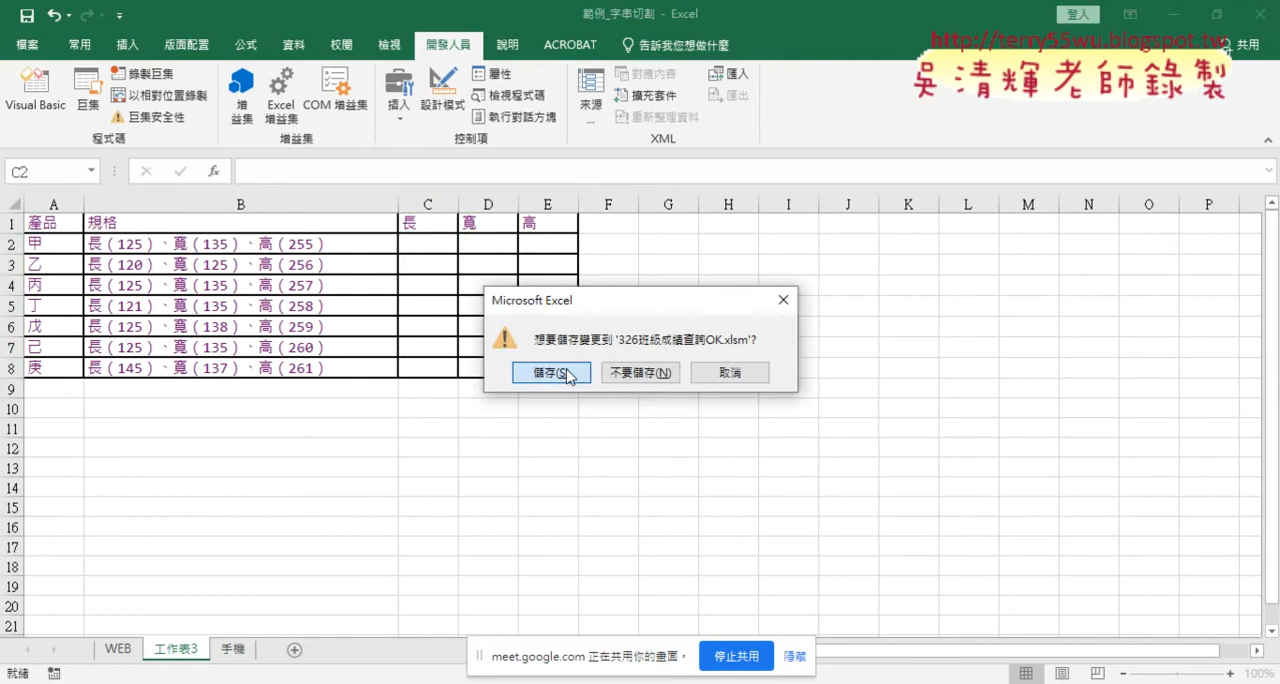 範例_字串切割 - Excel
登入
檔案 常用 插入 版面配置 公式 資料 校閱 檢視 開發人員 說明 ACROBAT 告訴我您想做什麼 共用
http://terry55wu.blogspot.tw
吳清輝老師錄製
Visual Basic 巨集 錄製巨集 以相對位置錄製 巨集安全性
增益集 Excel 增益集 COM 增益集
插入 設計模式 屬性 檢視程式碼 執行對話方塊
來源 ... 對應內容 擴充套件 重新整理資料 匯入 匯出
程式碼 增益集 控制項 XML
C2 fx
A B C D E F G H I J K L M N O P
1 產品 規格 長 寬 高
2 甲 長（125）、寬（135）、高（255）
3 乙 長（120）、寬（125）、高（256）
4 丙 長（125）、寬（135）、高（257）
5 丁 長（121）、寬（135）、高（258）
6 戊 長（125）、寬（138）、高（259）
7 己 長（125）、寬（135）、高（260）
8 庚 長（145）、寬（137）、高（261）
9
10
11
12
13
14
15
16
17
18
19
20
21
Microsoft Excel
想要儲存變更到 '326班級成績查詢OK.xlsm'?
儲存(S) 不要儲存(N) 取消
WEB 工作表3 手機
meet.google.com 正在共用你的畫面。 停止共用 隱藏
就緒 100%